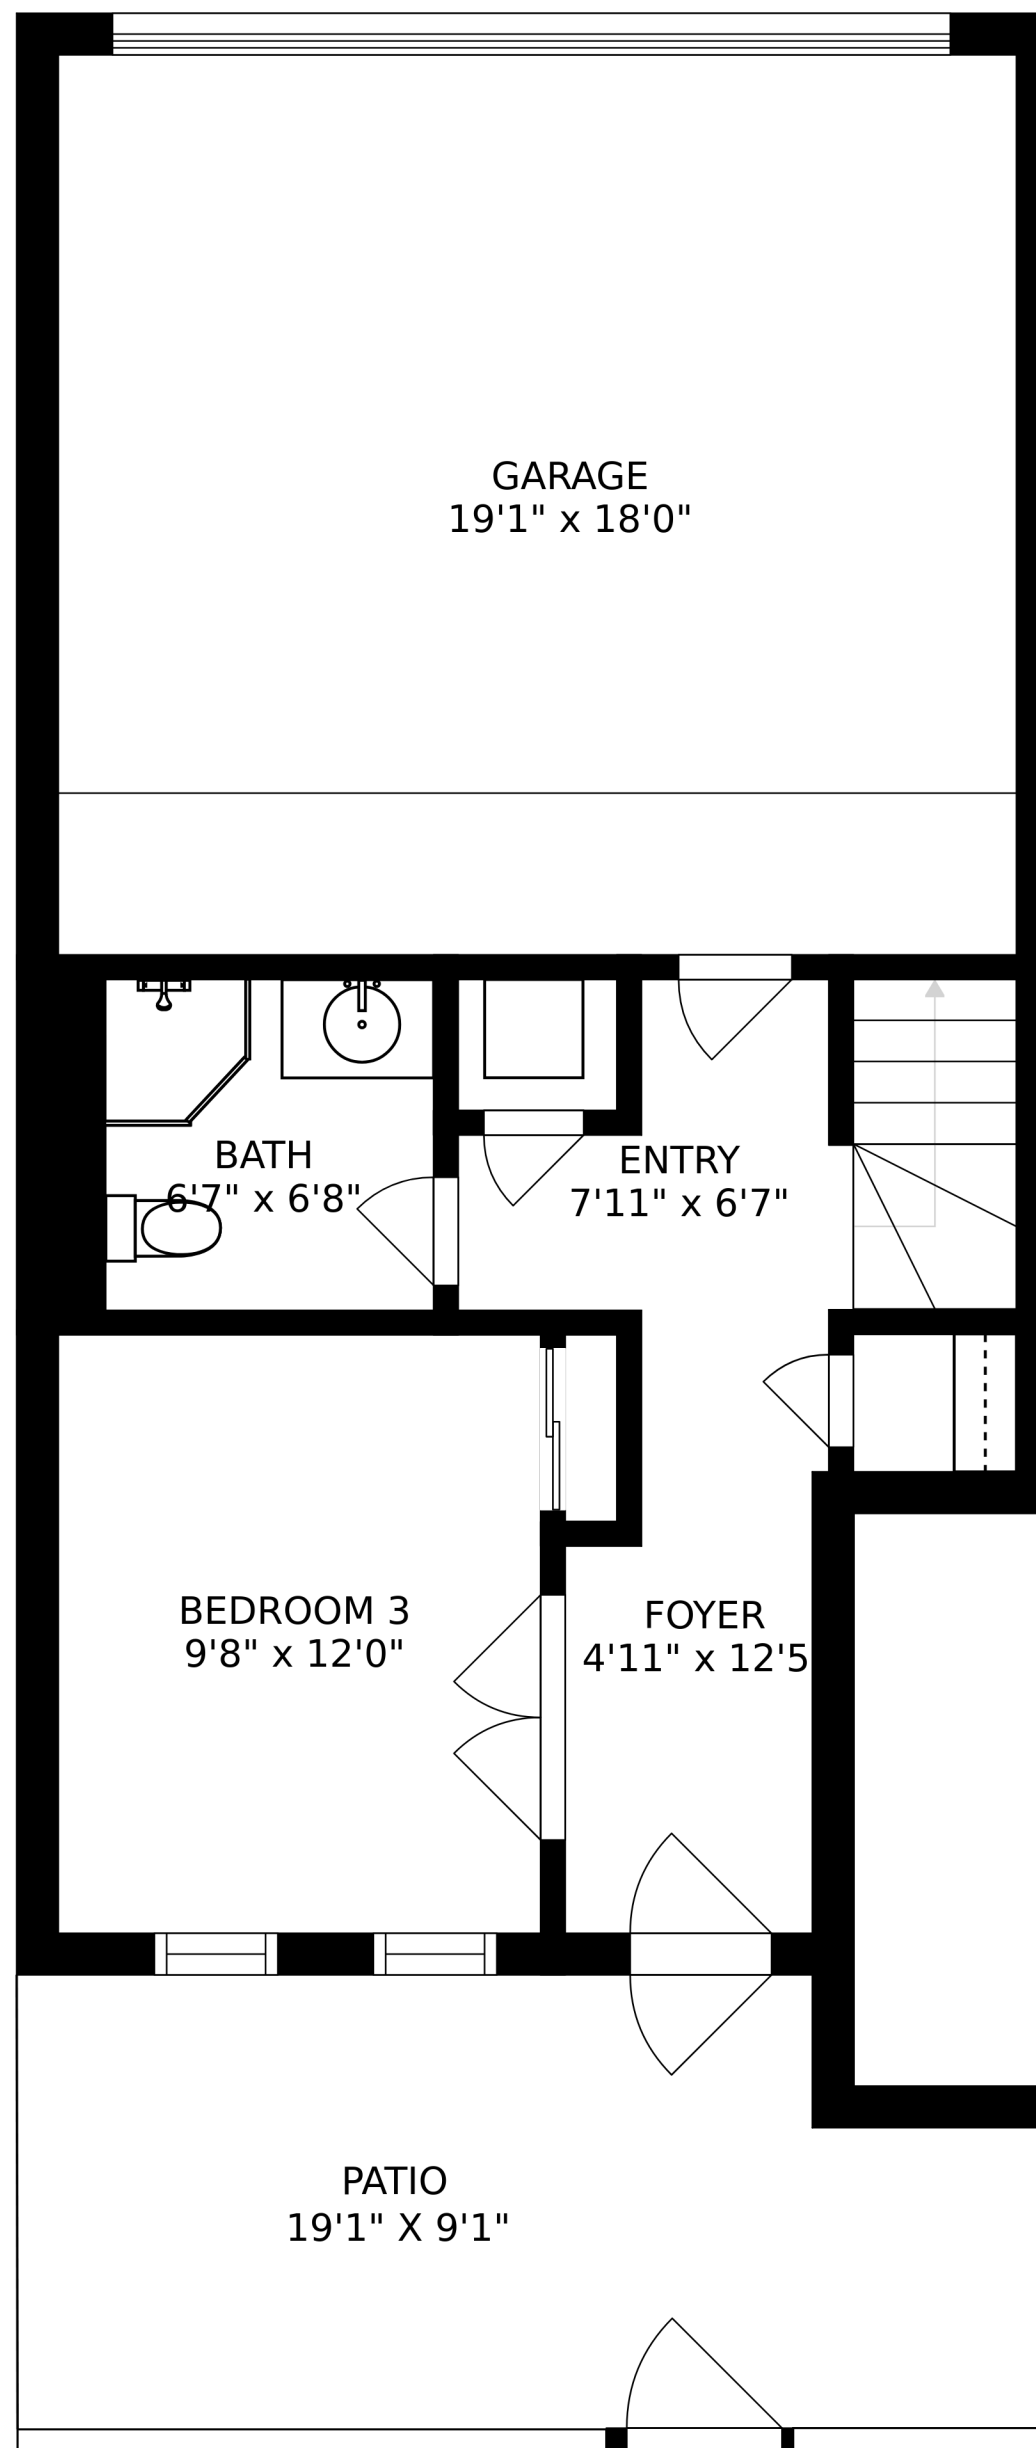 GARAGE
19'1" x 18'0"
BATH
6'7" x 6'8"
ENTRY
7'11" x 6'7"
BEDROOM 3
9'8" x 12'0"
FOYER
4'11" x 12'5
PATIO
19'1" X 9'1"